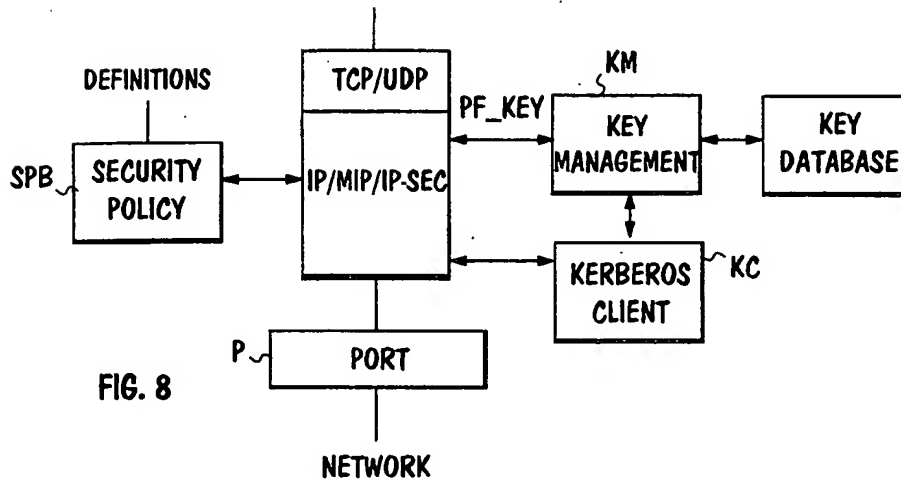 TCP/UDP
DEFINITIONS
KM
PF_KEY
KEY
MANAGEMENT
KEY
DATABASE
SPB
SECURITY
POLICY
IP/MIP/IP-SEC
KERBEROS
CLIENT
KC
P
PORT
FIG. 8
NETWORK